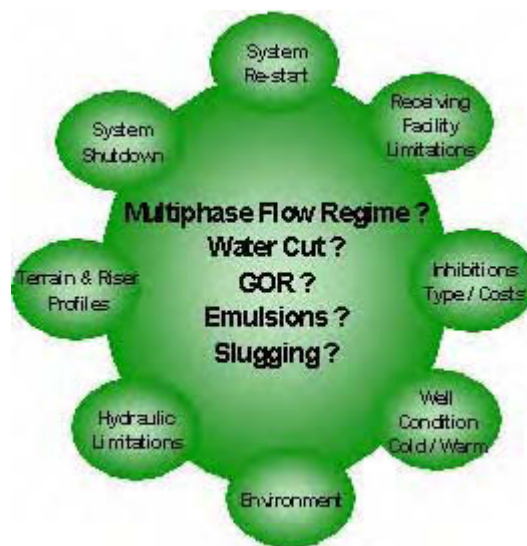 System
Re-start
Receiving
Facility
Limitations
System
Shutdown
Multiphase Flow Regime ?
Water Cut ?
GOR ?
Emulsions ?
Slugging ?
Terrain & Riser
Profiles
Inhibitions
Type / Costs
Hydraulic
Limitations
Well
Condition
Cold / Warm
Environment